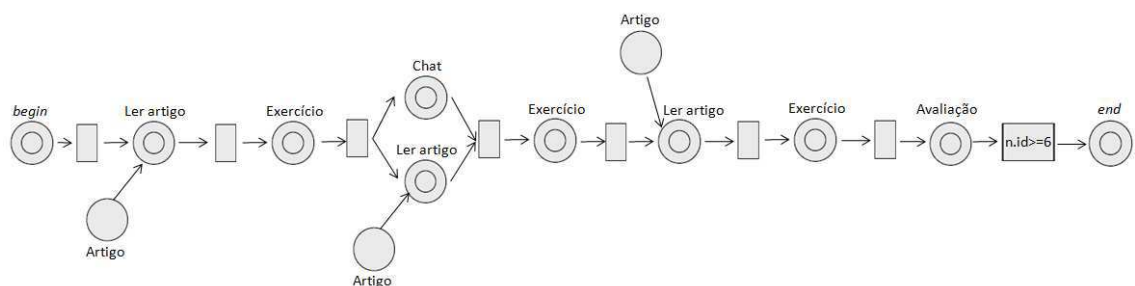 Artigo
Chat
begin
Ler artigo
Exercício
Exercício
Ler artigo
Exercício
Avaliação
end
n.id>=6
Ler artigo
Artigo
Artigo